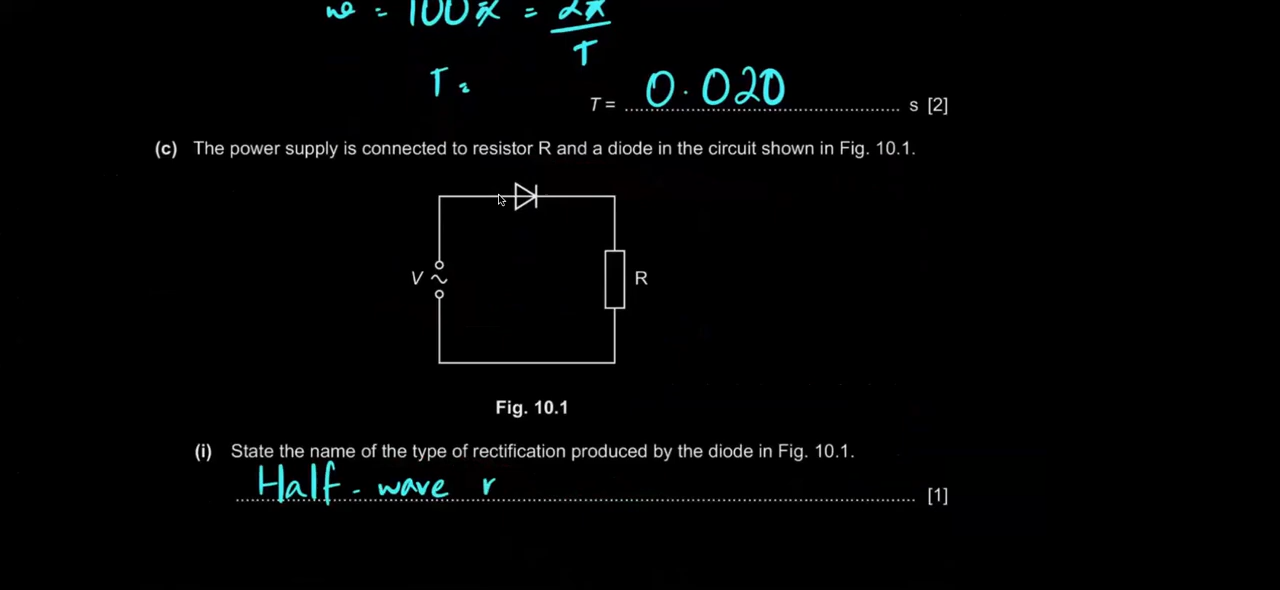 = 100π = 2π
T
T =
T = 0.020 s [2]
(c) The power supply is connected to resistor R and a diode in the circuit shown in Fig. 10.1.
V ~
R
Fig. 10.1
(i) State the name of the type of rectification produced by the diode in Fig. 10.1.
Half - wave r [1]